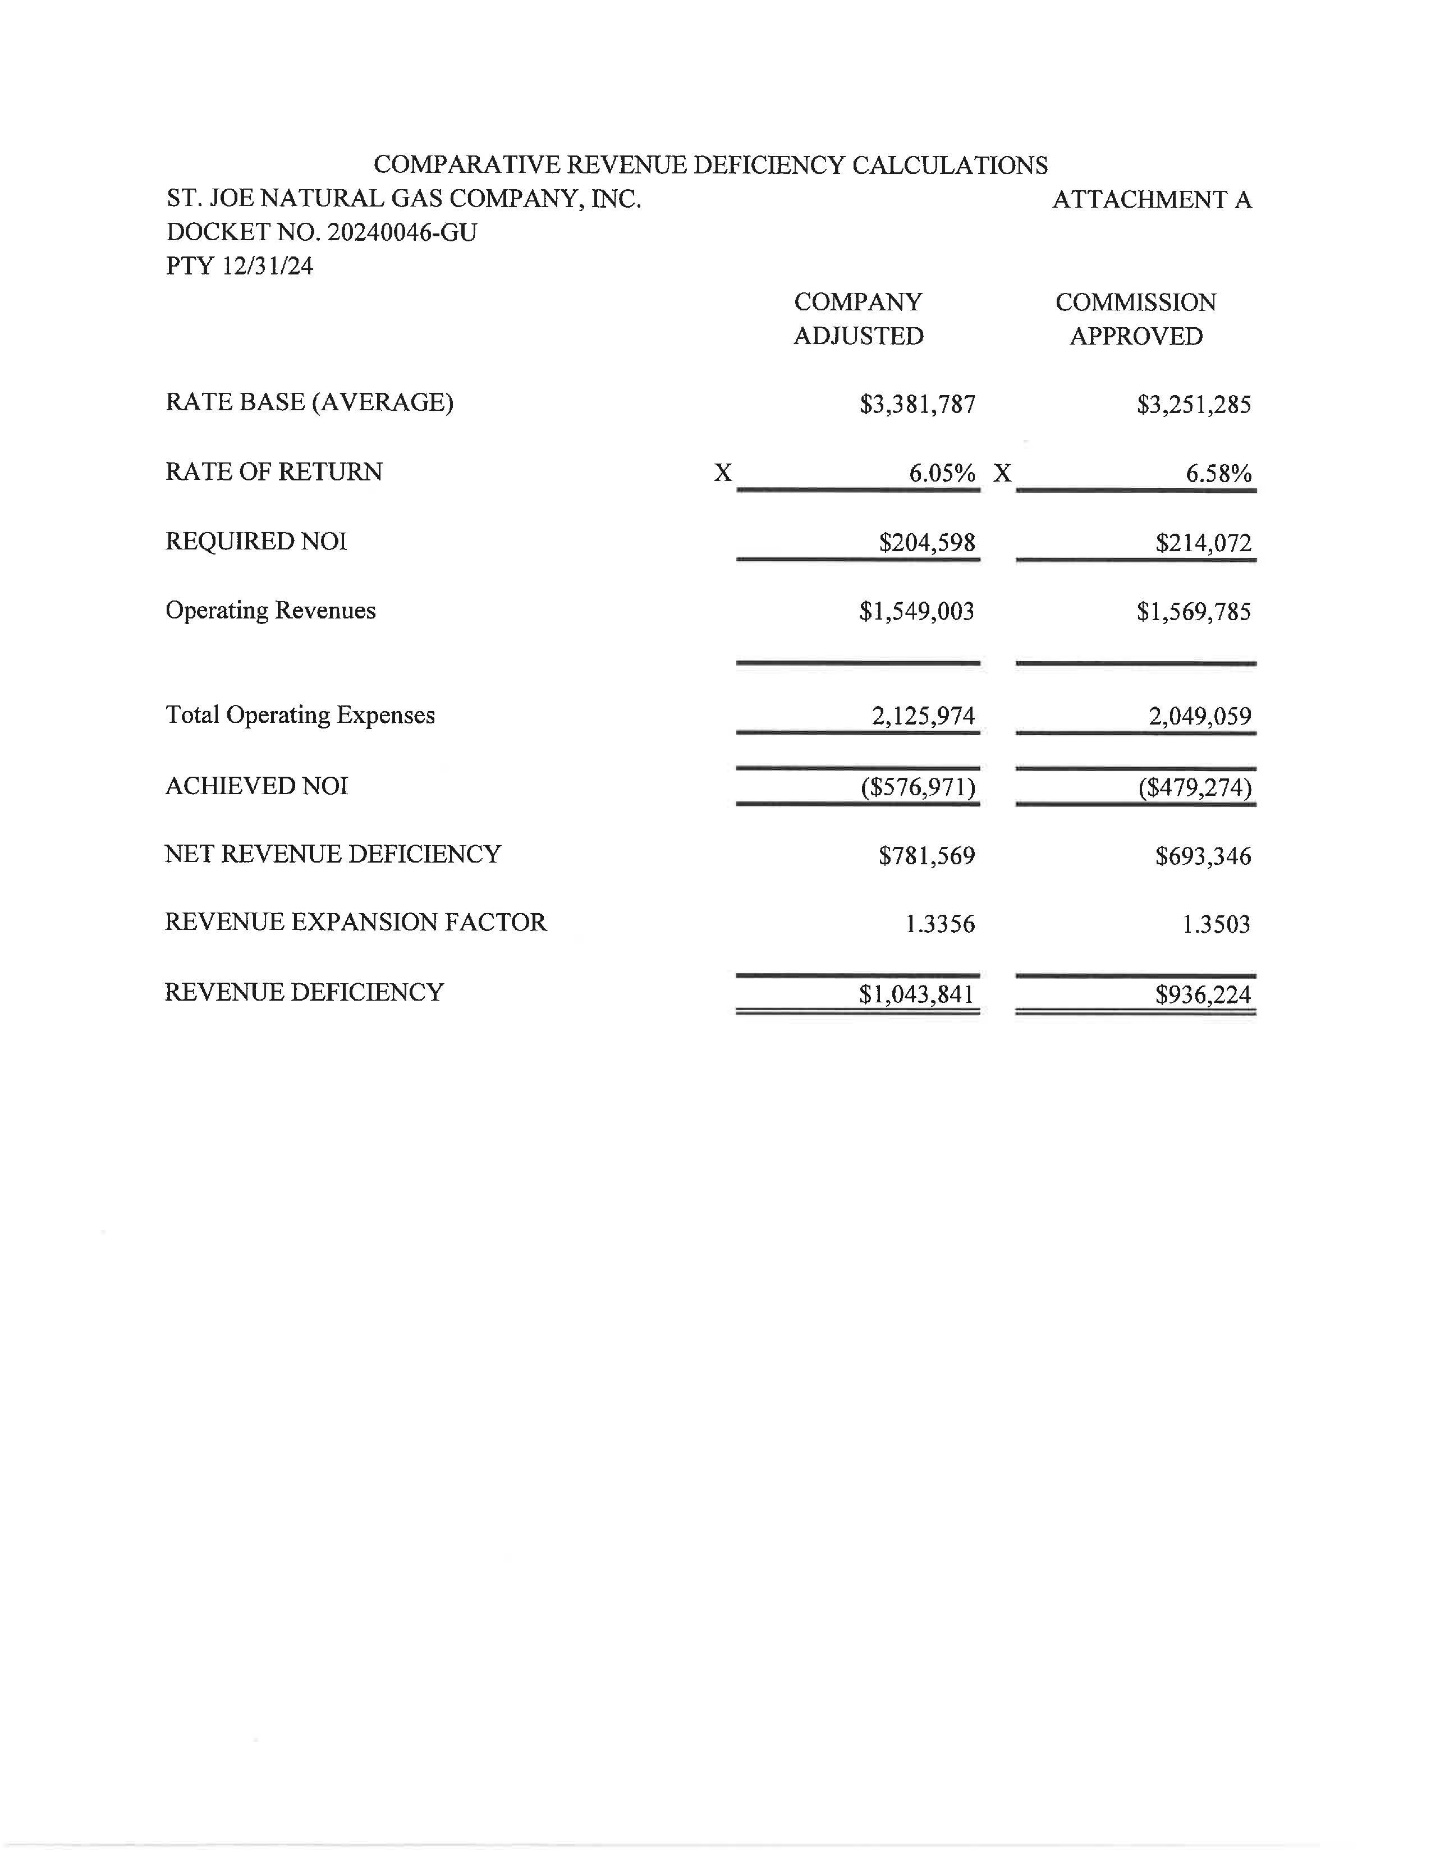 COMPARATIVE REVENUE DEFICIENCY CALCULATIONS
ST. JOE NATURAL GAS COMPANY, INC. ATTACHMENT A
DOCKET NO. 20240046-GU
PTY 12/31/24
COMPANY COMMISSION
ADJUSTED APPROVED
RATE BASE (AVERAGE) $3,381,787 $3,251,285
RATE OF RETURN X 6.05% X 6.58%
REQUIRED NOI $204,598 $214,072
Operating Revenues $1,549,003 $1,569,785
Total Operating Expenses 2,125,974 2,049,059
ACHIEVED NOI ($576,971) ($479,274)
NET REVENUE DEFICIENCY $781,569 $693,346
REVENUE EXPANSION FACTOR 1.3356 1.3503
REVENUE DEFICIENCY $1,043,841 $936,224